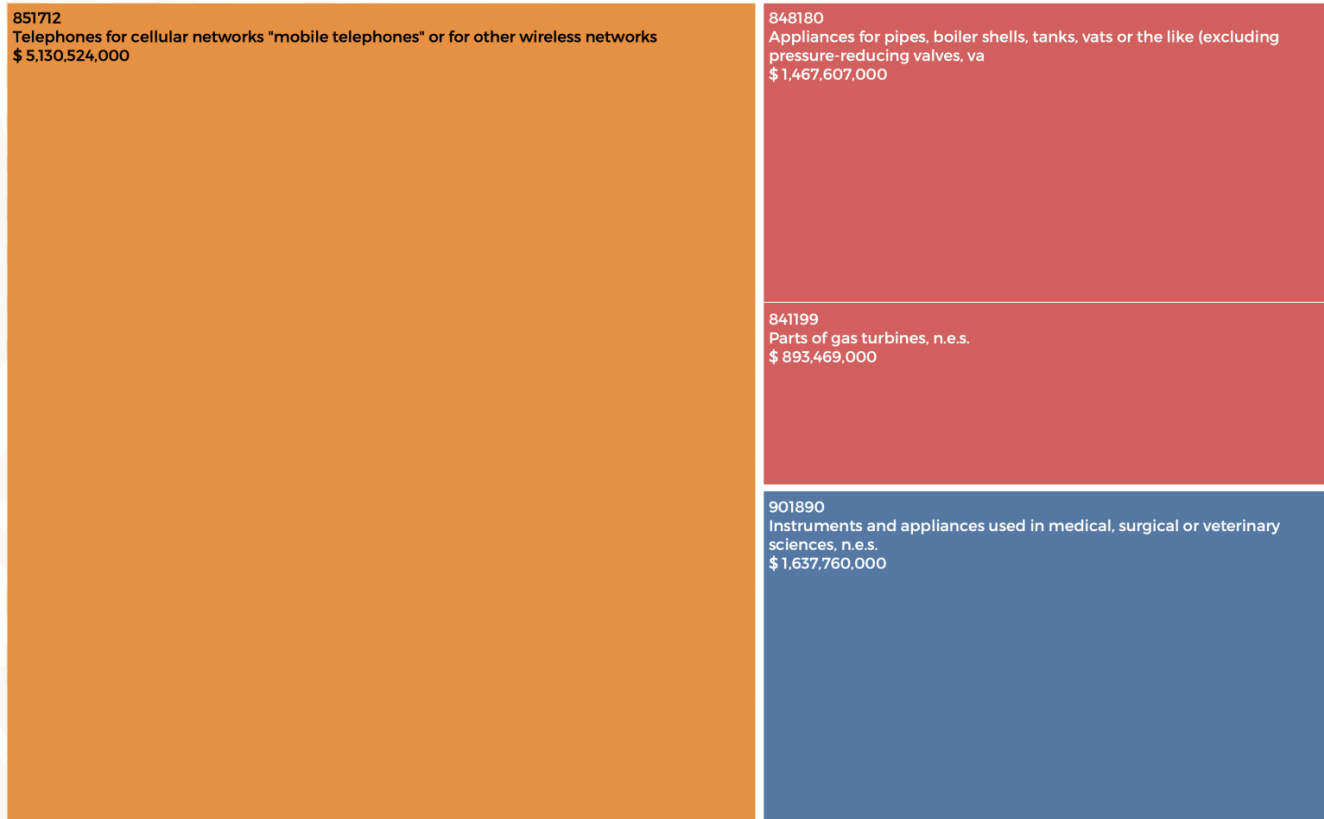 851712
Telephones for cellular networks "mobile telephones" or for other wireless networks
$ 5,130,524,000
848180
Appliances for pipes, boiler shells, tanks, vats or the like (excluding
pressure-reducing valves, va
$ 1,467,607,000
841199
Parts of gas turbines, n.e.s.
$ 893,469,000
901890
Instruments and appliances used in medical, surgical or veterinary
sciences, n.e.s.
$ 1,637,760,000